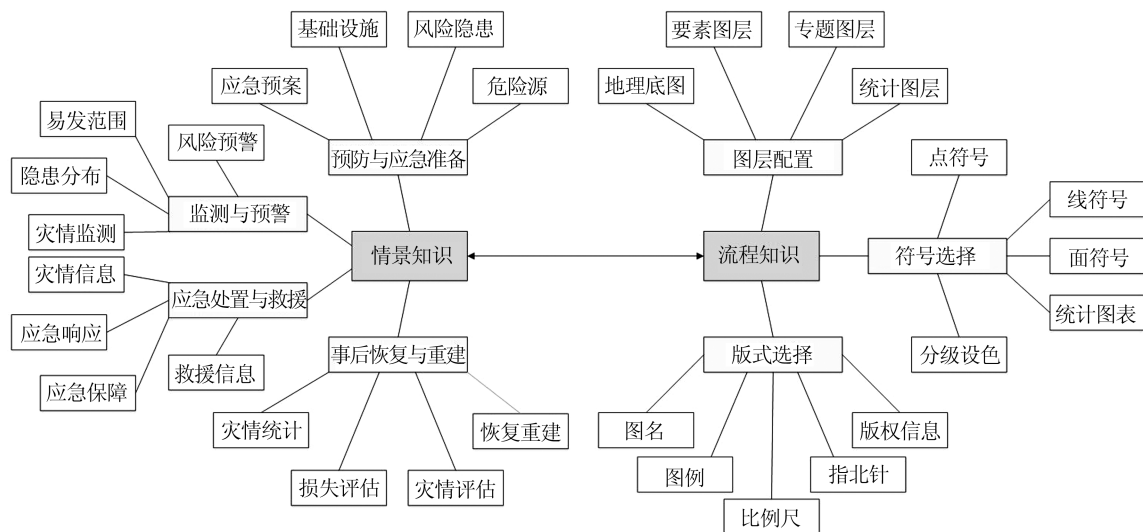 基础设施
风险隐患
要素图层
专题图层
应急预案
危险源
地理底图
统计图层
易发范围
风险预警
预防与应急准备
图层配置
点符号
隐患分布
监测与预警
线符号
灾情监测
情景知识
流程知识
符号选择
面符号
灾情信息
应急处置与救援
统计图表
应急响应
事后恢复与重建
版式选择
分级设色
救援信息
应急保障
灾情统计
恢复重建
图名
版权信息
损失评估
灾情评估
图例
指北针
比例尺